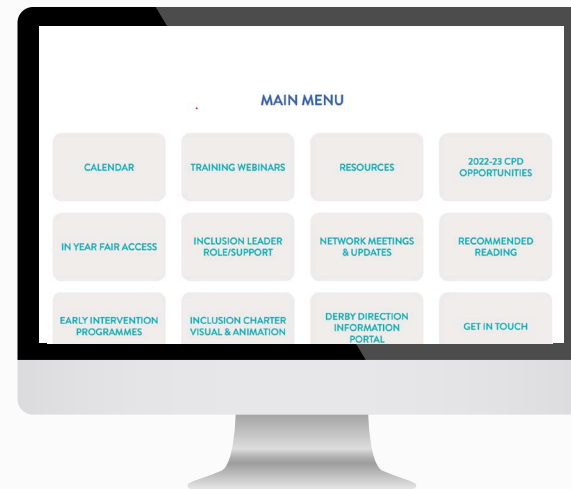 MAIN MENU
CALENDAR
TRAINING WEBINARS
RESOURCES
2022-23 CPD
OPPORTUNITIES
IN YEAR FAIR ACCESS
INCLUSION LEADER
ROLE/SUPPORT
NETWORK MEETINGS
& UPDATES
RECOMMENDED
READING
EARLY INTERVENTION
PROGRAMMES
INCLUSION CHARTER
VISUAL & ANIMATION
DERBY DIRECTION
INFORMATION
PORTAL
GET IN TOUCH